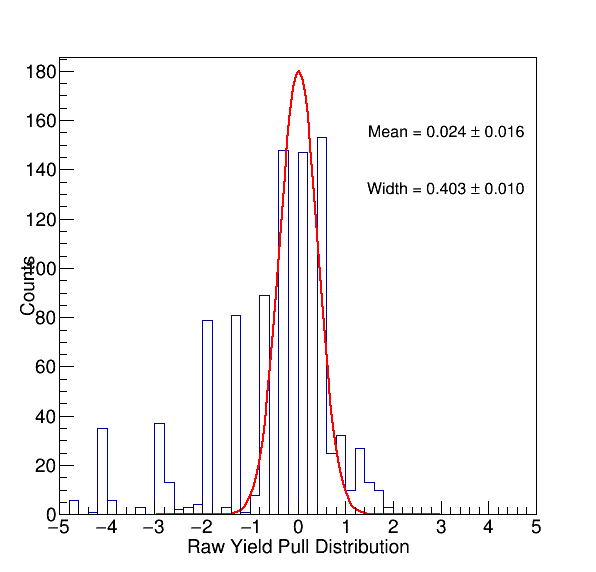 180
160
Mean = 0.024 ± 0.016
140
Width = 0.403 ± 0.010
120
100
Counts
80
60
40
20
0
−5 −4 −3 −2 −1 0 1 2 3 4 5
Raw Yield Pull Distribution